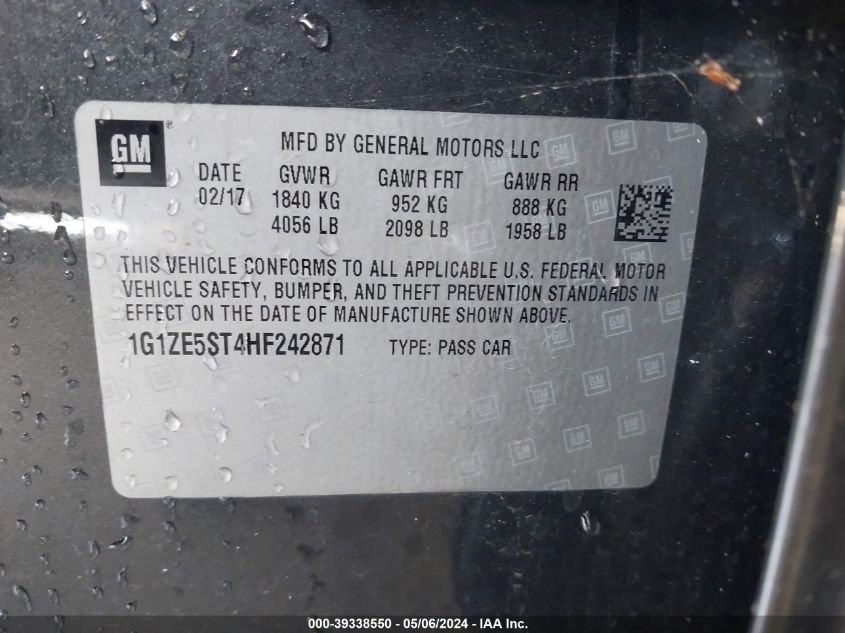 GM
MFD BY GENERAL MOTORS LLC
DATE GVWR GAWR FRT GAWR RR
02/17 1840 KG 952 KG 888 KG
4056 LB 2098 LB 1958 LB
THIS VEHICLE CONFORMS TO ALL APPLICABLE U.S. FEDERAL MOTOR
VEHICLE SAFETY, BUMPER, AND THEFT PREVENTION STANDARDS IN
EFFECT ON THE DATE OF MANUFACTURE SHOWN ABOVE.
1G1ZE5ST4HF242871 TYPE: PASS CAR
000-39338550 - 05/06/2024 - IAA Inc.